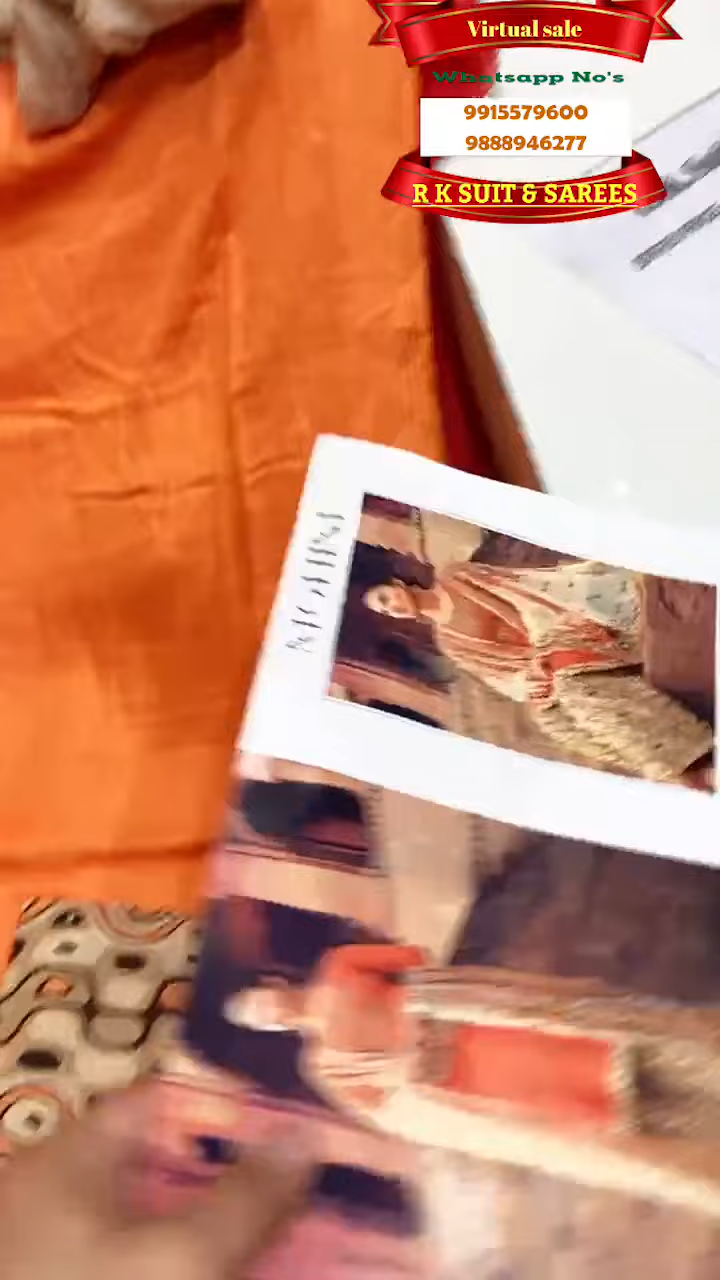 Virtual sale
Whatsapp No's
9915579600
9888946277
R K SUIT & SAREES